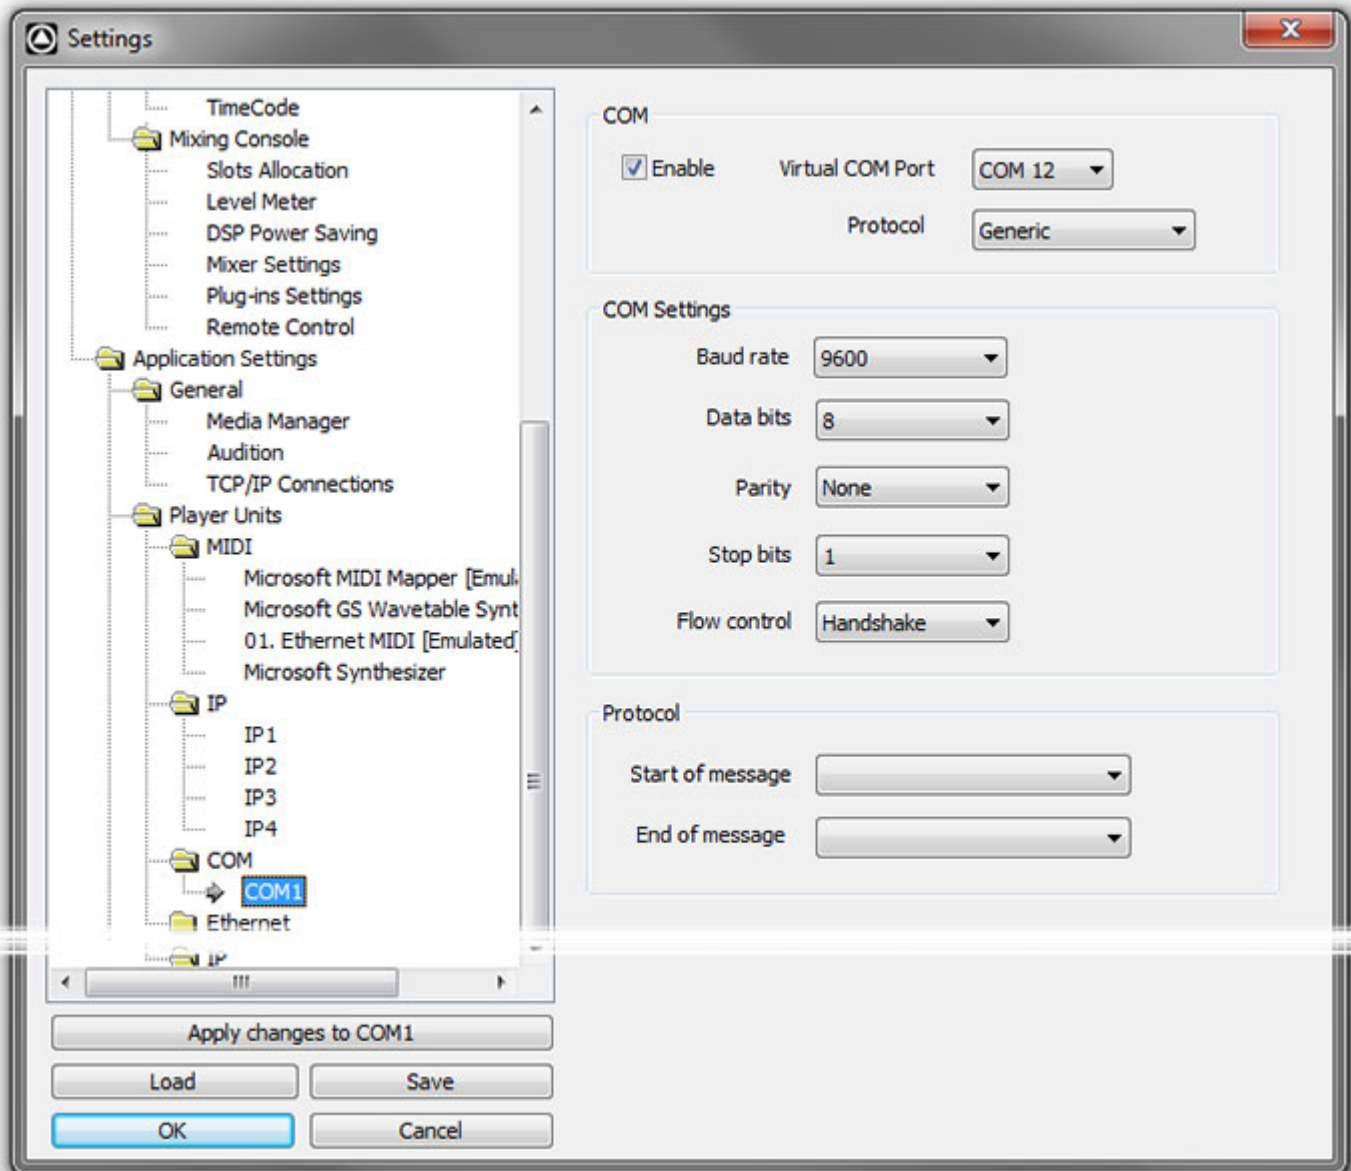 Settings
TimeCode
Mixing Console
Slots Allocation
Level Meter
DSP Power Saving
Mixer Settings
Plug-ins Settings
Remote Control
Application Settings
General
Media Manager
Audition
TCP/IP Connections
Player Units
MIDI
Microsoft MIDI Mapper [Emul
Microsoft GS Wavetable Synt
01. Ethernet MIDI [Emulated]
Microsoft Synthesizer
IP
IP1
IP2
IP3
IP4
COM
COM1
Ethernet
IP
Apply changes to COM1
Load Save
OK Cancel
COM
Enable Virtual COM Port COM 12
Protocol Generic
COM Settings
Baud rate 9600
Data bits 8
Parity None
Stop bits 1
Flow control Handshake
Protocol
Start of message
End of message